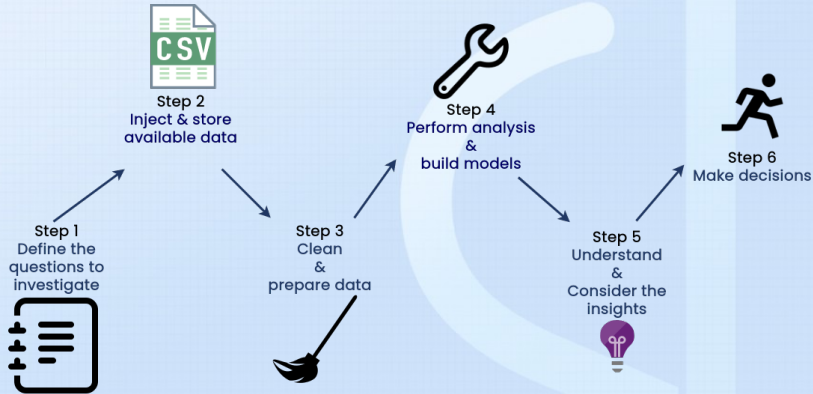 CSV
Step 2
Inject & store
available data
Step 4
Perform analysis
&
build models
Step 6
Make decisions
Step 1
Define the
questions to
investigate
Step 3
Clean
&
prepare data
Step 5
Understand
&
Consider the
insights